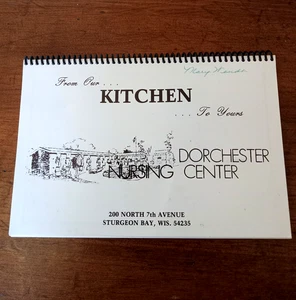 From Our . . .
KITCHEN
. . . To Yours
DORCHESTER
NURSING CENTER
200 NORTH 7th AVENUE
STURGEON BAY, WIS. 54235